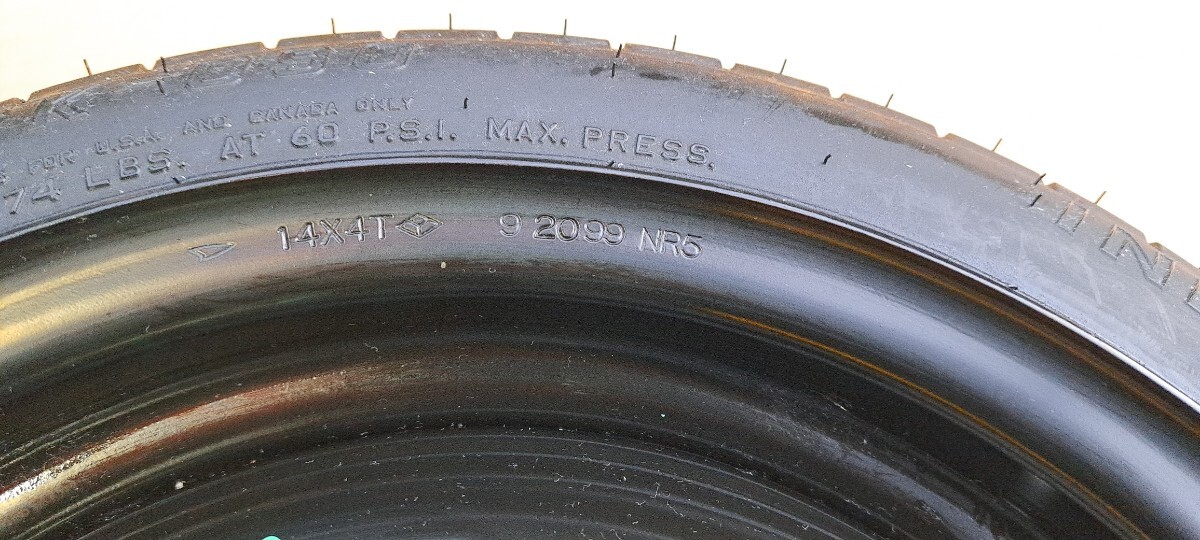 FOR U.S.A. AND CANADA ONLY
74 LBS. AT 60 P.S.I. MAX. PRESS.
14X4T 9 2099 NR5